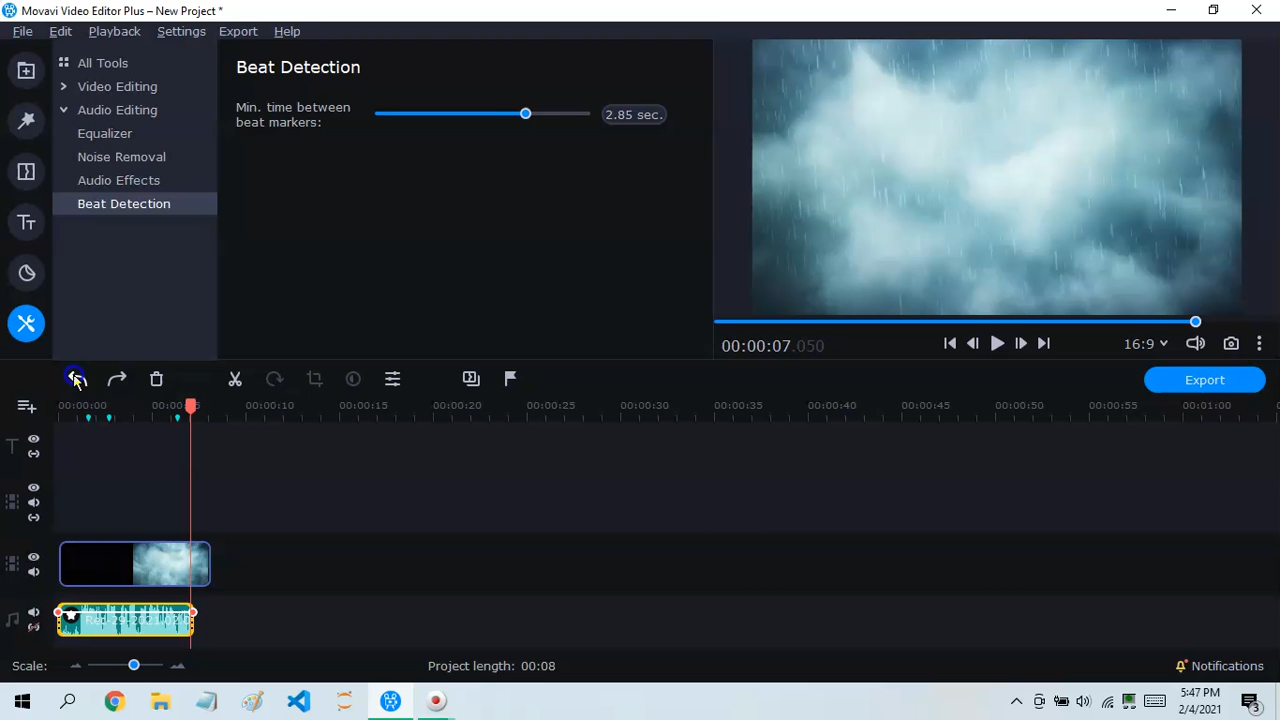 Movavi Video Editor Plus – New Project *
File Edit Playback Settings Export Help
All Tools
Video Editing
Audio Editing
Equalizer
Noise Removal
Audio Effects
Beat Detection
Beat Detection
Min. time between
beat markers:
2.85 sec.
00:00:07.050
16:9
Export
00:00:00 00:00:10 00:00:15 00:00:20 00:00:25 00:00:30 00:00:35 00:00:40 00:00:45 00:00:50 00:00:55 00:01:00
Scale:
Project length: 00:08
Notifications
5:47 PM
2/4/2021
3